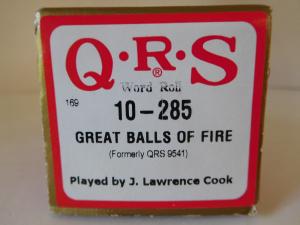 Q·R·S
®
Word Roll
169
10-285
GREAT BALLS OF FIRE
(Formerly QRS 9541)
Played by J. Lawrence Cook